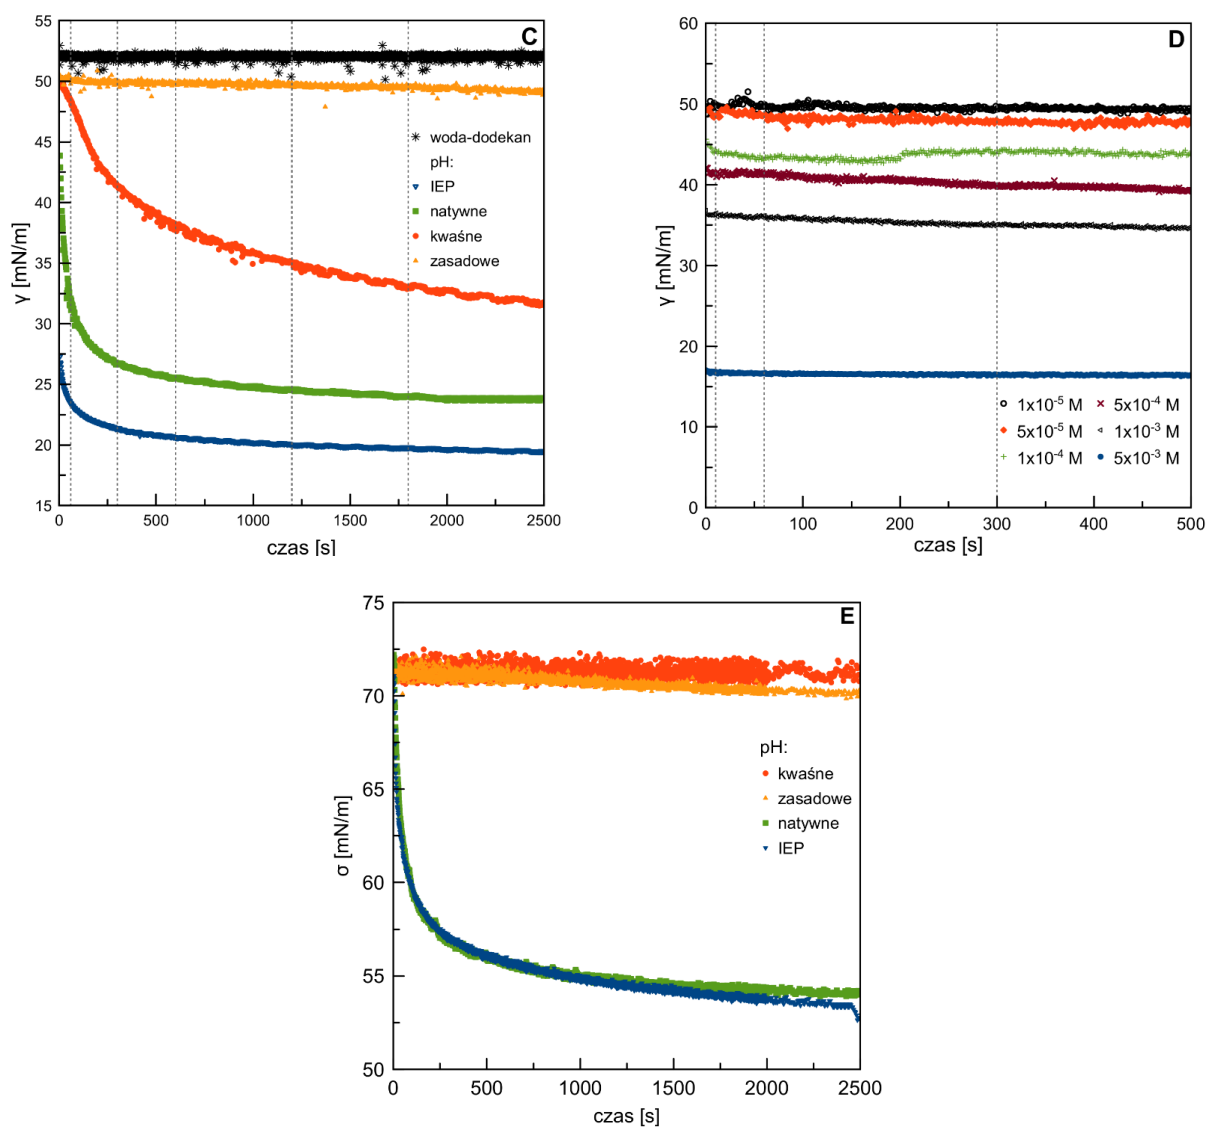 C
55
50
45
40
35
30
25
20
15
γ [mN/m]
woda-dodekan
pH:
IEP
natywne
kwaśne
zasadowe
0 500 1000 1500 2000 2500
czas [s]
D
60
50
40
30
20
10
0
γ [mN/m]
1x10⁻⁵ M 5x10⁻⁴ M
5x10⁻⁵ M 1x10⁻³ M
1x10⁻⁴ M 5x10⁻³ M
0 100 200 300 400 500
czas [s]
E
75
70
65
60
55
50
σ [mN/m]
pH:
kwaśne
zasadowe
natywne
IEP
0 500 1000 1500 2000 2500
czas [s]